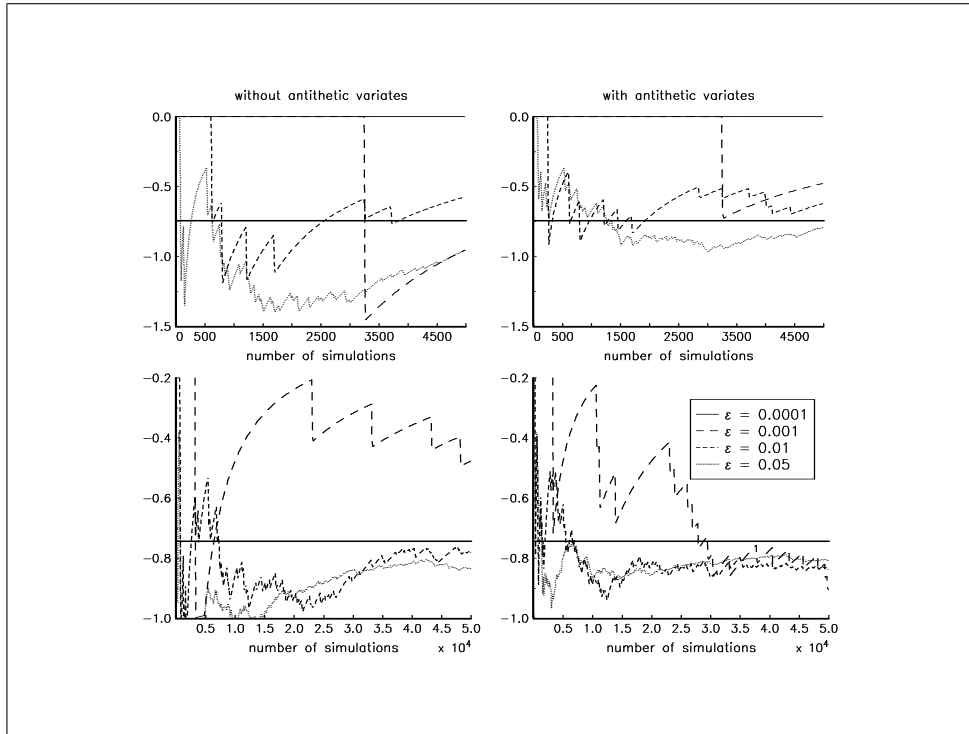 without antithetic variates
0.0
−0.5
−1.0
−1.5
0 500 1500 2500 3500 4500
number of simulations
with antithetic variates
0.0
−0.5
−1.0
−1.5
0 500 1500 2500 3500 4500
number of simulations
−0.2
−0.4
−0.6
−0.8
−1.0
0.5 1.0 1.5 2.0 2.5 3.0 3.5 4.0 4.5 5.0
number of simulations x 10⁴
−0.2
−0.4
−0.6
−0.8
−1.0
0.5 1.0 1.5 2.0 2.5 3.0 3.5 4.0 4.5 5.0
number of simulations x 10⁴
ε = 0.0001
ε = 0.001
ε = 0.01
ε = 0.05